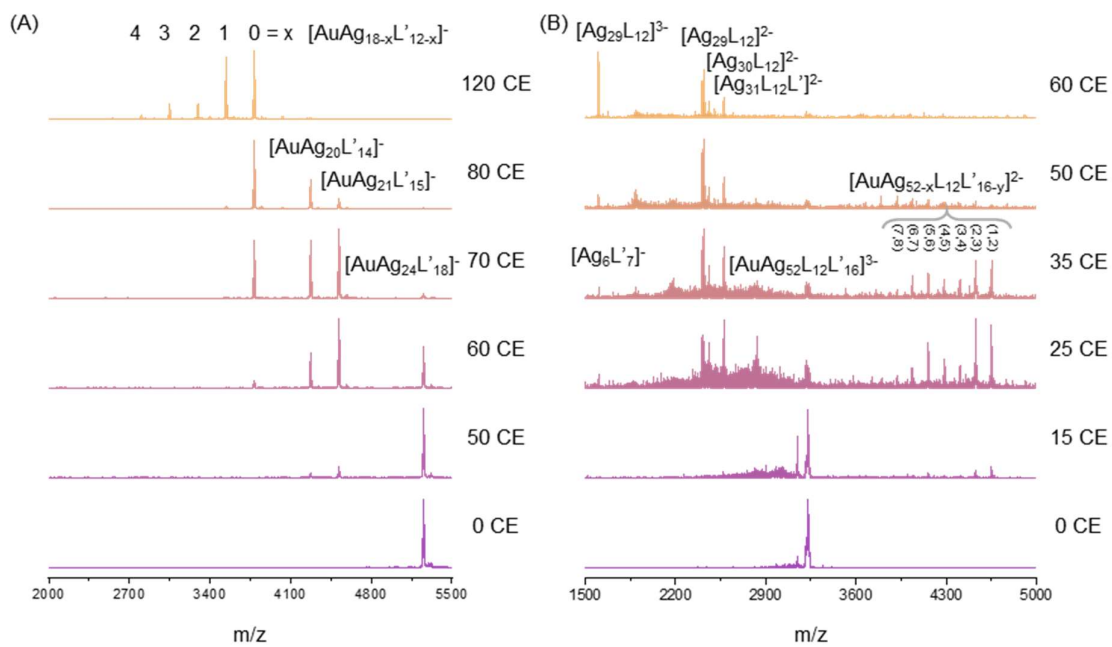 (A)
4 3 2 1 0 = x [AuAg18-xL'12-x]-
120 CE
[AuAg20L'14]-
80 CE
[AuAg21L'15]-
[AuAg24L'18]-
70 CE
60 CE
50 CE
0 CE
2000 2700 3400 4100 4800 5500
m/z
(B)
[Ag29L12]3- [Ag29L12]2-
[Ag30L12]2-
[Ag31L12L']2-
60 CE
50 CE
[AuAg52-xL12L'16-y]2-
(7,8) (6,7) (5,6) (4,5) (3,4) (2,3) (1,2)
[Ag6L'7]- [AuAg52L12L'16]3-
35 CE
25 CE
15 CE
0 CE
1500 2200 2900 3600 4300 5000
m/z